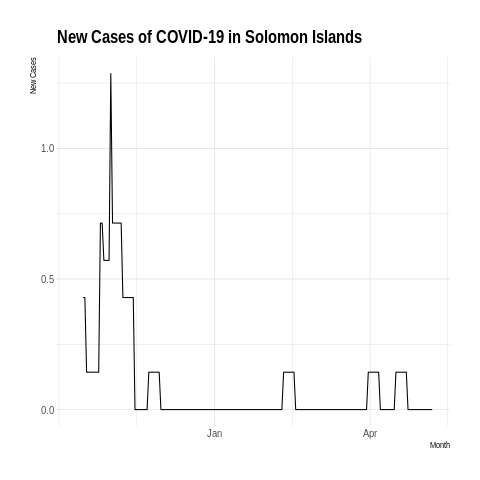 New Cases of COVID-19 in Solomon Islands
New Cases
1.0
0.5
0.0
Jan
Apr
Month